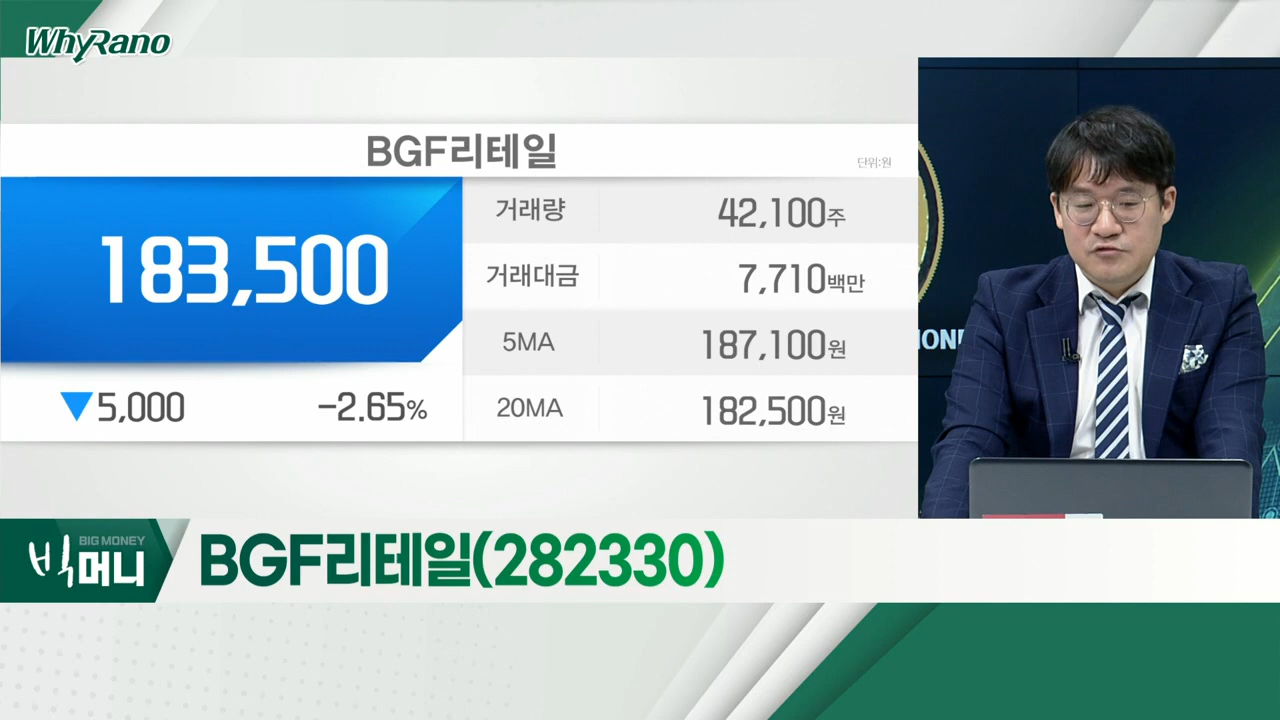 WhyRano
BGF리테일
단위:원
183,500
▼5,000 -2.65%
거래량 42,100주
거래대금 7,710백만
5MA 187,100원
20MA 182,500원
BIG MONEY
빅머니
BGF리테일(282330)